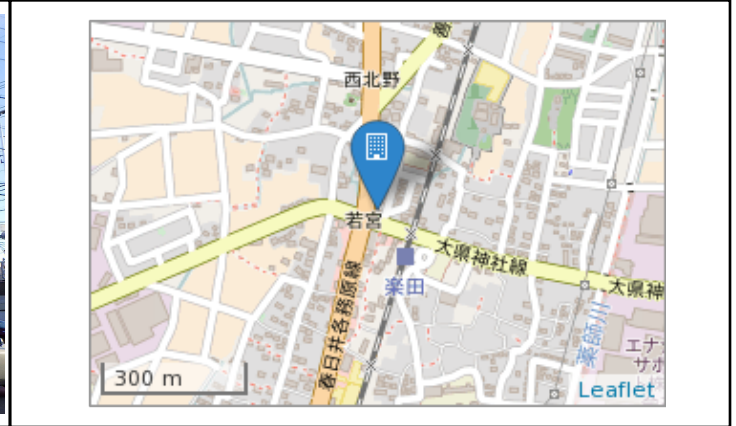 西北野
若宮
大県神社線
楽田
大県神
春日井各務原線
薬師川
エナ
サオ
300 m
Leaflet